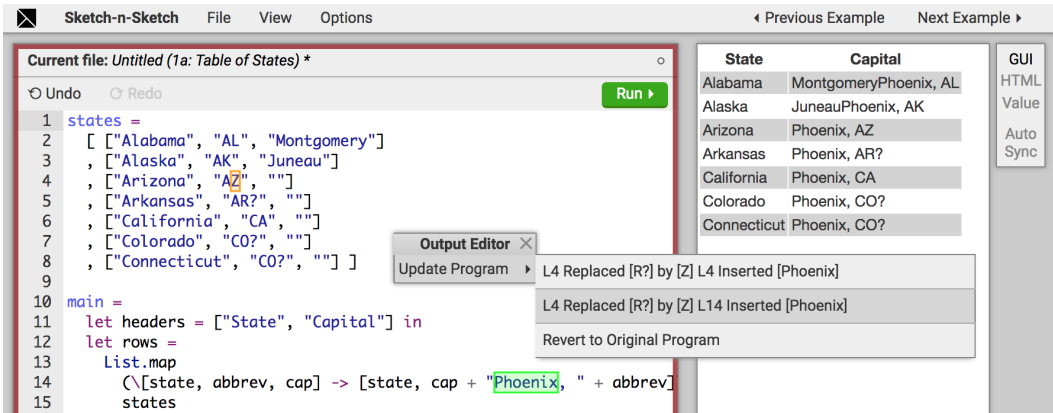 Sketch-n-Sketch File View Options Previous Example Next Example
Current file: Untitled (1a: Table of States) *
Undo Redo Run
1 states =
2 [ ["Alabama", "AL", "Montgomery"]
3 , ["Alaska", "AK", "Juneau"]
4 , ["Arizona", "AZ", ""]
5 , ["Arkansas", "AR?", ""]
6 , ["California", "CA", ""]
7 , ["Colorado", "CO?", ""]
8 , ["Connecticut", "CO?", ""] ]
9
10 main =
11 let headers = ["State", "Capital"] in
12 let rows =
13 List.map
14 (\[state, abbrev, cap] -> [state, cap + "Phoenix, " + abbrev]
15 states
Output Editor
Update Program
L4 Replaced [R?] by [Z] L4 Inserted [Phoenix]
L4 Replaced [R?] by [Z] L14 Inserted [Phoenix]
Revert to Original Program
State Capital
Alabama MontgomeryPhoenix, AL
Alaska JuneauPhoenix, AK
Arizona Phoenix, AZ
Arkansas Phoenix, AR?
California Phoenix, CA
Colorado Phoenix, CO?
Connecticut Phoenix, CO?
GUI
HTML
Value
Auto
Sync